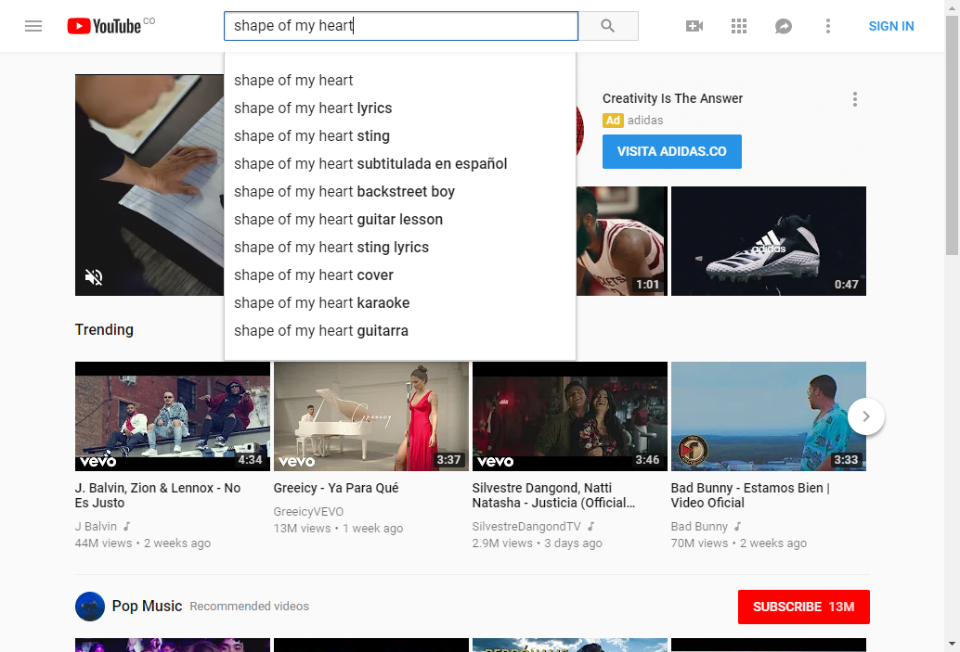 YouTube CO
shape of my heart
SIGN IN
shape of my heart
shape of my heart lyrics
shape of my heart sting
shape of my heart subtitulada en español
shape of my heart backstreet boy
shape of my heart guitar lesson
shape of my heart sting lyrics
shape of my heart cover
shape of my heart karaoke
shape of my heart guitarra
Creativity Is The Answer
Ad adidas
VISITA ADIDAS.CO
1:01
adidas
0:47
Trending
vevo 4:34
Greeicy
vevo 3:37
vevo 3:46
3:33
J. Balvin, Zion & Lennox - No
Es Justo
J Balvin
44M views • 2 weeks ago
Greeicy - Ya Para Qué
GreeicyVEVO
13M views • 1 week ago
Silvestre Dangond, Natti
Natasha - Justicia (Official...
SilvestreDangondTV
2.9M views • 3 days ago
Bad Bunny - Estamos Bien |
Video Oficial
Bad Bunny
70M views • 2 weeks ago
Pop Music Recommended videos
SUBSCRIBE 13M